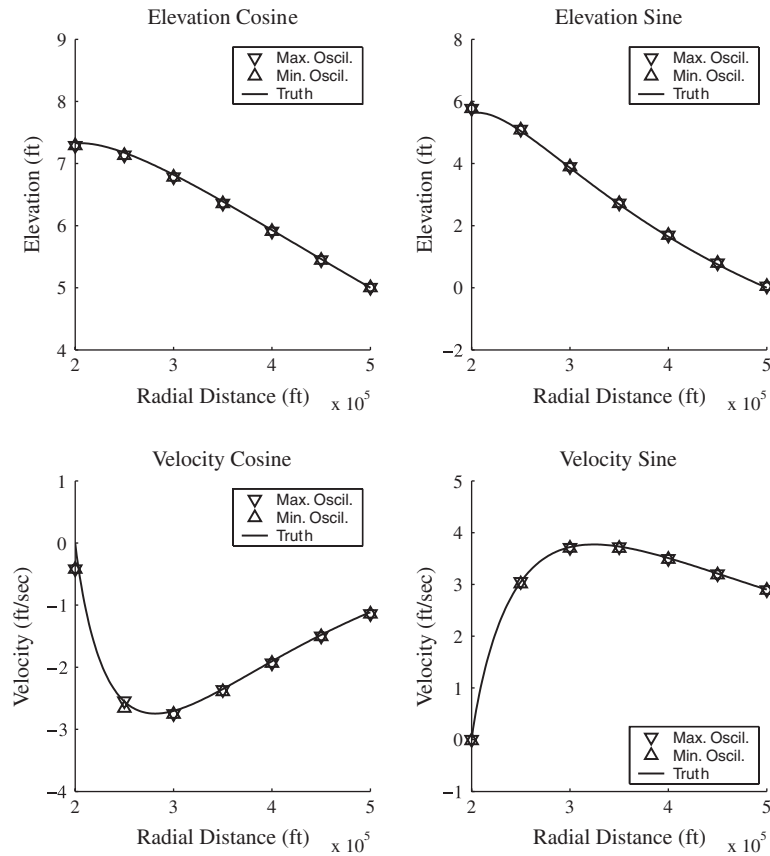 Elevation Cosine
9
8
7
6
5
4
Elevation (ft)
Max. Oscil.
Min. Oscil.
Truth
2 3 4 5
Radial Distance (ft) x 10^5
Elevation Sine
8
6
4
2
0
−2
Elevation (ft)
Max. Oscil.
Min. Oscil.
Truth
2 3 4 5
Radial Distance (ft) x 10^5
Velocity Cosine
1
0
−1
−2
−3
−4
Velocity (ft/sec)
Max. Oscil.
Min. Oscil.
Truth
2 3 4 5
Radial Distance (ft) x 10^5
Velocity Sine
5
4
3
2
1
0
−1
Velocity (ft/sec)
Max. Oscil.
Min. Oscil.
Truth
2 3 4 5
Radial Distance (ft) x 10^5